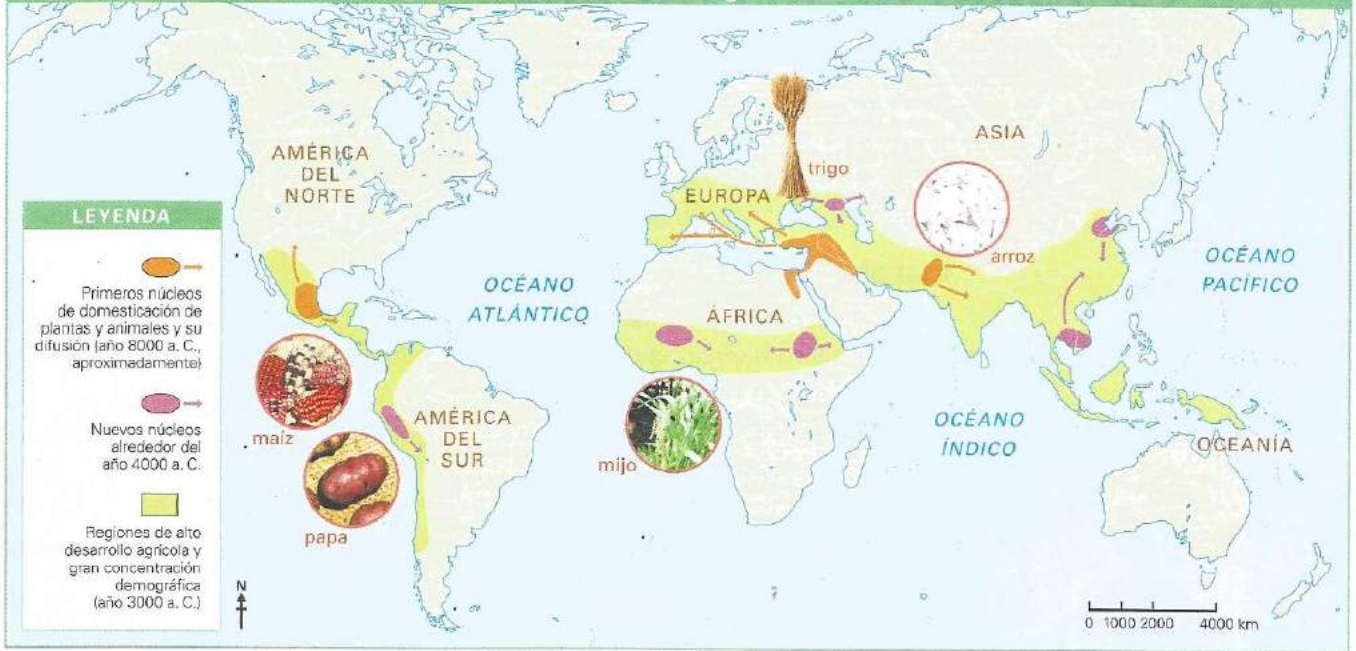 AMÉRICA
DEL
NORTE
ASIA
trigo
EUROPA
arroz
OCÉANO
PACÍFICO
OCÉANO
ATLÁNTICO
ÁFRICA
maíz
AMÉRICA
DEL
SUR
papa
mijo
OCÉANO
ÍNDICO
OCEANÍA
LEYENDA
Primeros núcleos
de domesticación de
plantas y animales y su
difusión (año 8000 a. C.,
aproximadamente)
Nuevos núcleos
alrededor del
año 4000 a. C.
Regiones de alto
desarrollo agrícola y
gran concentración
demográfica
(año 3000 a. C.)
N
0 1000 2000 4000 km